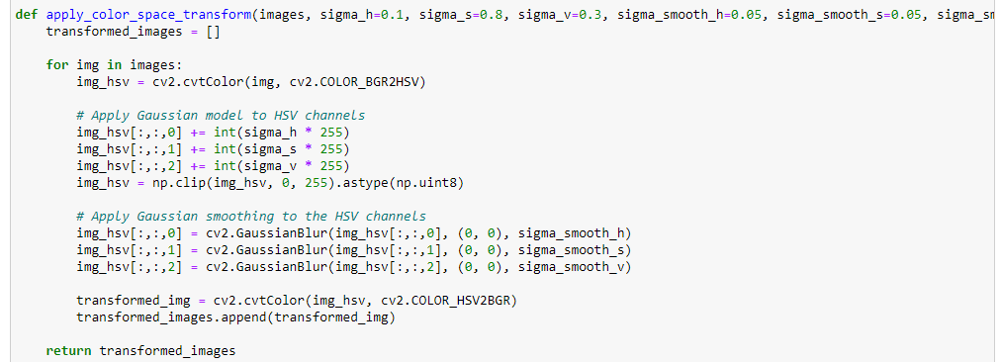 def apply_color_space_transform(images, sigma_h=0.1, sigma_s=0.8, sigma_v=0.3, sigma_smooth_h=0.05, sigma_smooth_s=0.05,
    transformed_images = []
    for img in images:
        img_hsv = cv2.cvtColor(img, cv2.COLOR_BGR2HSV)
        # Apply Gaussian model to HSV channels
        img_hsv[:,:,0] += int(sigma_h * 255)
        img_hsv[:,:,1] += int(sigma_s * 255)
        img_hsv[:,:,2] += int(sigma_v * 255)
        img_hsv = np.clip(img_hsv, 0, 255).astype(np.uint8)
        # Apply Gaussian smoothing to the HSV channels
        img_hsv[:,:,0] = cv2.GaussianBlur(img_hsv[:,:,0], (0, 0), sigma_smooth_h)
        img_hsv[:,:,1] = cv2.GaussianBlur(img_hsv[:,:,1], (0, 0), sigma_smooth_s)
        img_hsv[:,:,2] = cv2.GaussianBlur(img_hsv[:,:,2], (0, 0), sigma_smooth_v)
        transformed_img = cv2.cvtColor(img_hsv, cv2.COLOR_HSV2BGR)
        transformed_images.append(transformed_img)
    return transformed_images